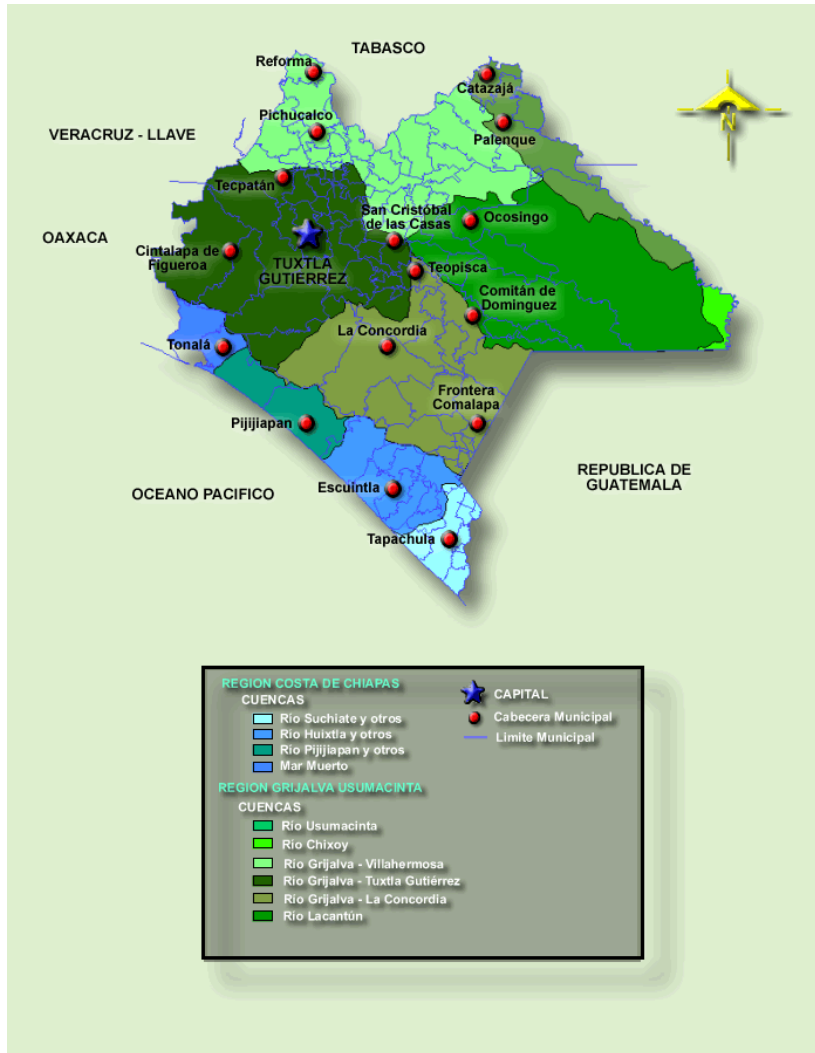 TABASCO
Reforma
Catazajá
Pichucalco
VERACRUZ - LLAVE
Palenque
N
Tecpatán
San Cristóbal
de las Casas
Ocosingo
OAXACA
Cintalapa de
Figueroa
TUXTLA
GUTIERREZ
Teopisca
Comitán de
Dominguez
La Concordia
Tonalá
Frontera
Comalapa
Pijijiapan
REPUBLICA DE
GUATEMALA
OCEANO PACIFICO
Escuintla
Tapachula
REGION COSTA DE CHIAPAS
CUENCAS
Río Suchiate y otros
Río Huixtla y otros
Río Pijijiapan y otros
Mar Muerto
REGION GRIJALVA USUMACINTA
CUENCAS
Río Usumacinta
Río Chixoy
Río Grijalva - Villahermosa
Río Grijalva - Tuxtla Gutiérrez
Río Grijalva - La Concordia
Río Lacantún
CAPITAL
Cabecera Municipal
Limite Municipal